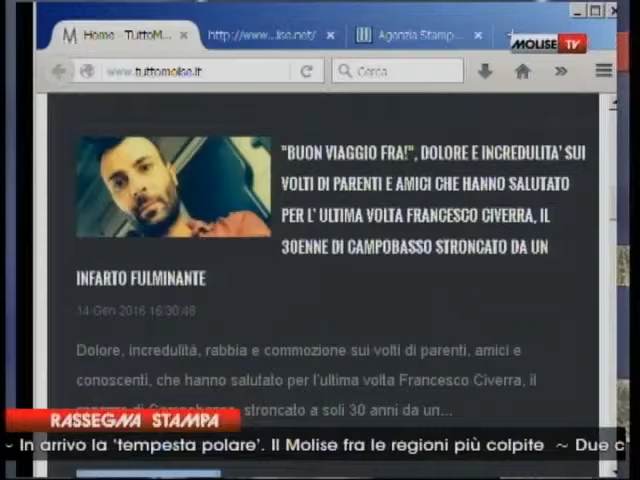 Home - TuttoM...
http://www...ise.net/
Agenzia Stamp...
MOLISE TV
www.tuttomolise.it
Cerca
"BUON VIAGGIO FRA!", DOLORE E INCREDULITA' SUI
VOLTI DI PARENTI E AMICI CHE HANNO SALUTATO
PER L' ULTIMA VOLTA FRANCESCO CIVERRA, IL
30ENNE DI CAMPOBASSO STRONCATO DA UN
INFARTO FULMINANTE
14 Gen 2016 16:30:48
Dolore, incredulità, rabbia e commozione sui volti di parenti, amici e
conoscenti, che hanno salutato per l'ultima volta Francesco Civerra, il
stroncato a soli 30 anni da un...
RASSEGNA STAMPA
~ In arrivo la 'tempesta polare'. Il Molise fra le regioni più colpite ~ Due c